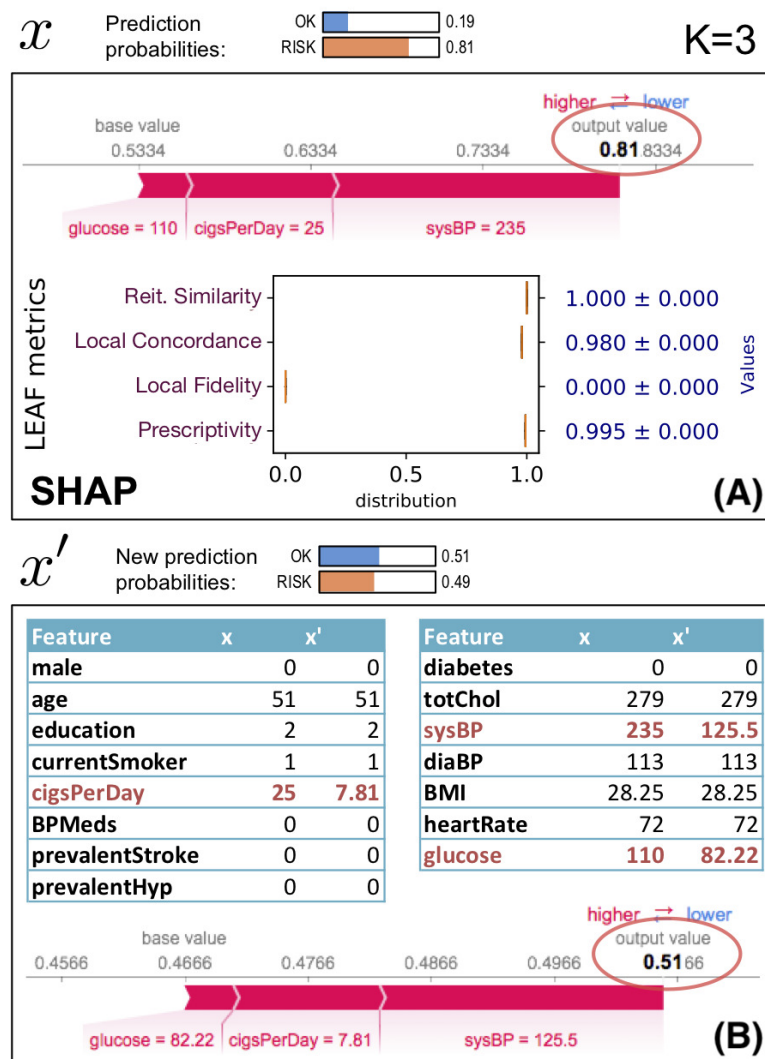 x Prediction probabilities: OK 0.19 K=3
RISK 0.81
higher ⇄ lower
base value output value
0.5334 0.6334 0.7334 0.81 .8334
glucose = 110 cigsPerDay = 25 sysBP = 235
LEAF metrics
Reit. Similarity 1.000 ± 0.000
Local Concordance 0.980 ± 0.000
Local Fidelity 0.000 ± 0.000
Prescriptivity 0.995 ± 0.000
Values
0.0 0.5 1.0
distribution
SHAP (A)
x′ New prediction probabilities: OK 0.51
RISK 0.49
Feature x x'
male 0 0
age 51 51
education 2 2
currentSmoker 1 1
cigsPerDay 25 7.81
BPMeds 0 0
prevalentStroke 0 0
prevalentHyp 0 0
Feature x x'
diabetes 0 0
totChol 279 279
sysBP 235 125.5
diaBP 113 113
BMI 28.25 28.25
heartRate 72 72
glucose 110 82.22
higher ⇄ lower
base value output value
0.4566 0.4666 0.4766 0.4866 0.4966 0.51 66
glucose = 82.22 cigsPerDay = 7.81 sysBP = 125.5
(B)